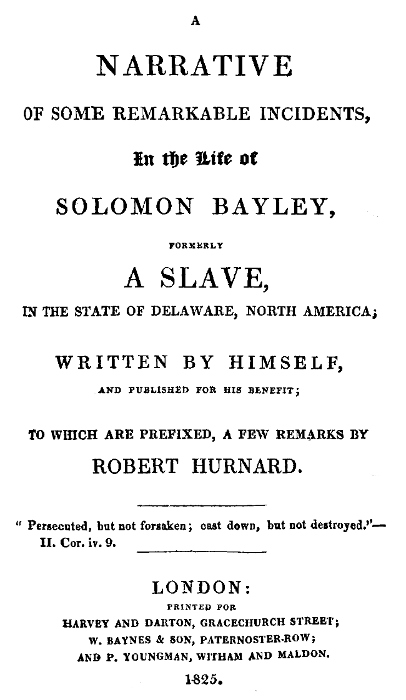 A
NARRATIVE
OF SOME REMARKABLE INCIDENTS,
In the Life of
SOLOMON BAYLEY,
FORMERLY
A SLAVE,
IN THE STATE OF DELAWARE, NORTH AMERICA;
WRITTEN BY HIMSELF,
AND PUBLISHED FOR HIS BENEFIT;
TO WHICH ARE PREFIXED, A FEW REMARKS BY
ROBERT HURNARD.
“ Persecuted, but not forsaken; cast down, but not destroyed.”—
II. Cor. iv. 9.
LONDON:
PRINTED FOR
HARVEY AND DARTON, GRACECHURCH STREET;
W. BAYNES & SON, PATERNOSTER-ROW;
AND P. YOUNGMAN, WITHAM AND MALDON.
1825.